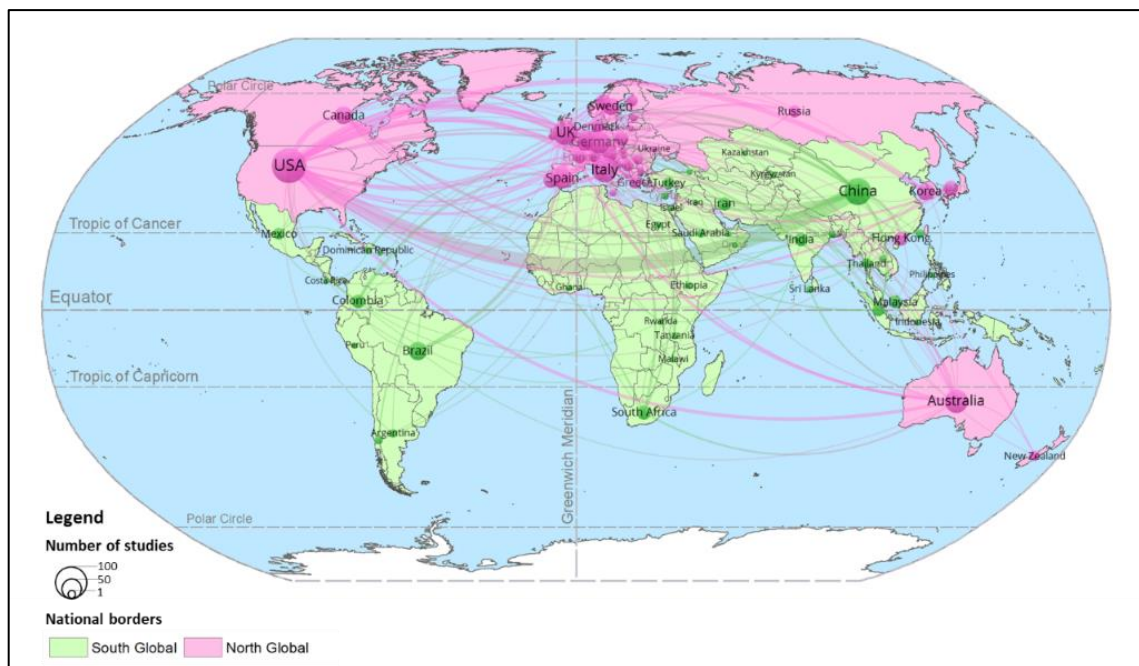 Polar Circle
Sweden
Canada
Russia
UK
Denmark
Germany
Ukraine
Kazakhstan
USA
Italy
Spain
Kyrgyzstan
Greece
Turkey
China
Korea
Iran
Israel
Iraq
Tropic of Cancer
Mexico
Egypt
Saudi Arabia
India
Hong Kong
Dominican Republic
Thailand
Philippines
Costa Rica
Ghana
Ethiopia
Sri Lanka
Equator
Colombia
Malaysia
Indonesia
Rwanda
Tanzania
Peru
Brazil
Malawi
Tropic of Capricorn
Greenwich Meridian
Australia
South Africa
Argentina
New Zealand
Polar Circle
Legend
Number of studies
100
50
1
National borders
South Global
North Global